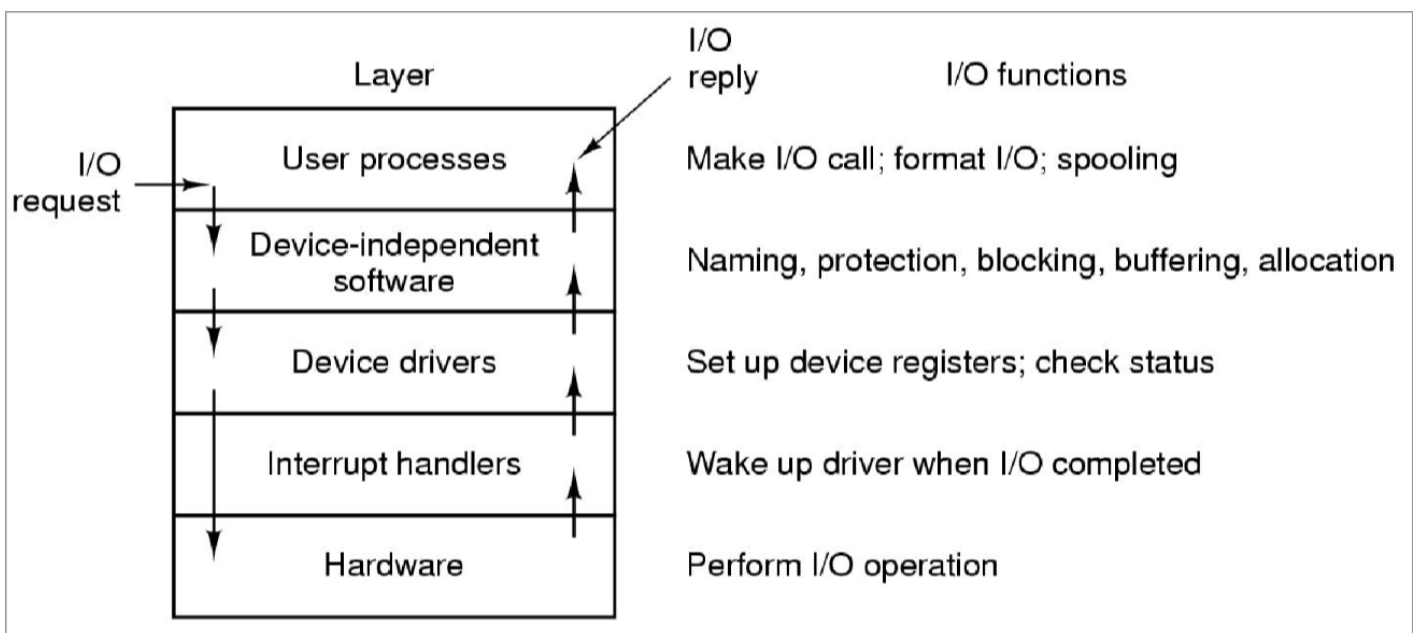 Layer
I/O
reply
I/O functions
I/O
request
User processes
Make I/O call; format I/O; spooling
Device-independent
software
Naming, protection, blocking, buffering, allocation
Device drivers
Set up device registers; check status
Interrupt handlers
Wake up driver when I/O completed
Hardware
Perform I/O operation